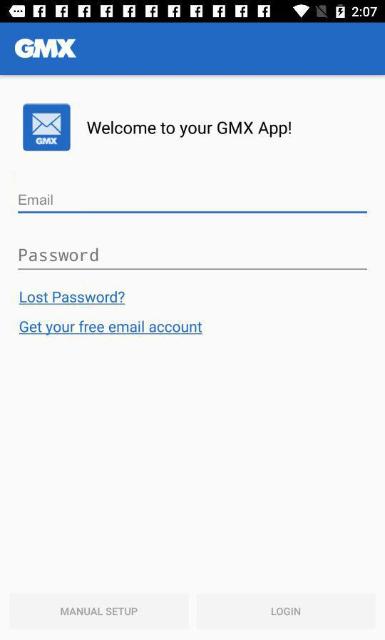 2:07
GMX
GMX
Welcome to your GMX App!
Email
Password
Lost Password?
Get your free email account
MANUAL SETUP
LOGIN